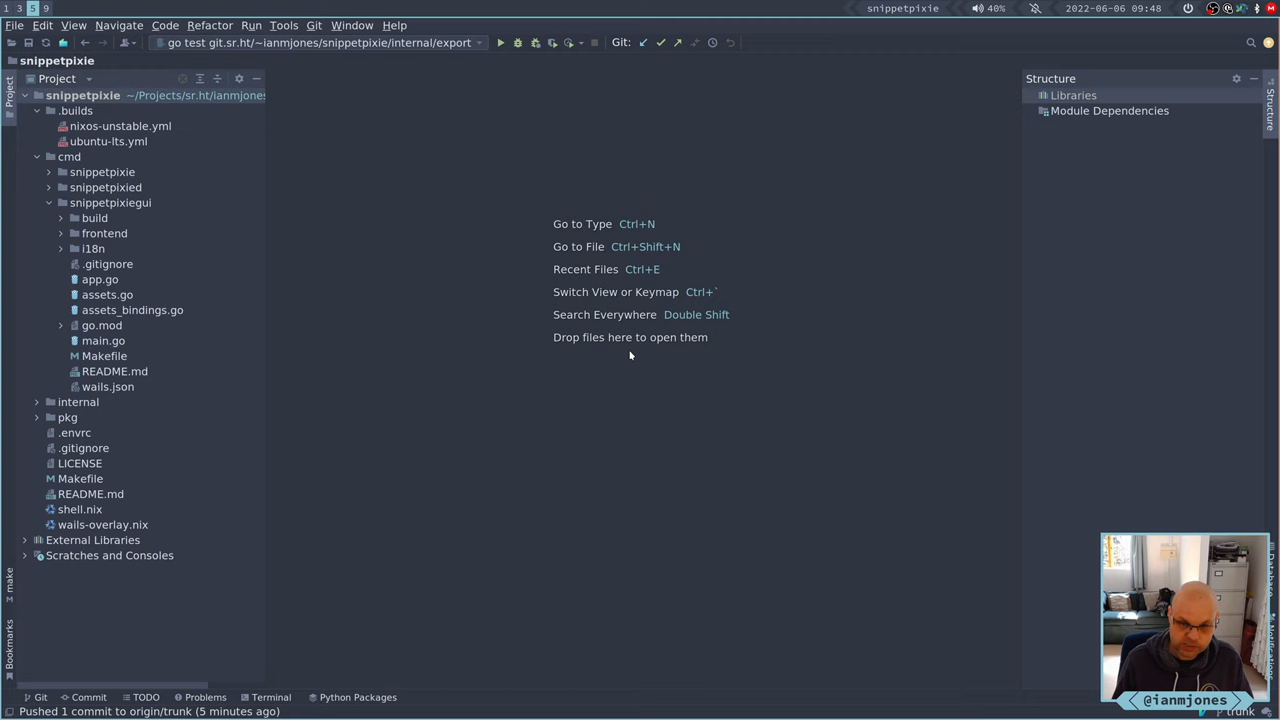 1 3 5 9
snippetpixie
40%
2022-06-06 09:48
File Edit View Navigate Code Refactor Run Tools Git Window Help
go test git.sr.ht/~ianmjones/snippetpixie/internal/export
Git:
snippetpixie
Project
Structure
Project
snippetpixie ~/Projects/sr.ht/ianmjones
.builds
nixos-unstable.yml
ubuntu-lts.yml
cmd
snippetpixie
snippetpixied
snippetpixiegui
build
frontend
i18n
.gitignore
app.go
assets.go
assets_bindings.go
go.mod
main.go
Makefile
README.md
wails.json
internal
pkg
.envrc
.gitignore
LICENSE
Makefile
README.md
shell.nix
wails-overlay.nix
External Libraries
Scratches and Consoles
Go to Type Ctrl+N
Go to File Ctrl+Shift+N
Recent Files Ctrl+E
Switch View or Keymap Ctrl+`
Search Everywhere Double Shift
Drop files here to open them
Libraries
Module Dependencies
Structure
make
Bookmarks
Database
Notifications
@ianmjones
Git Commit TODO Problems Terminal Python Packages
Pushed 1 commit to origin/trunk (5 minutes ago)
trunk